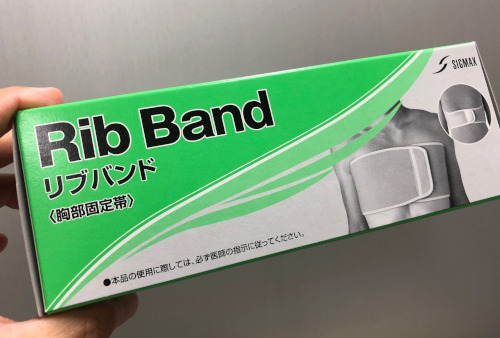 Rib Band
リブバンド
〈胸部固定帯〉
SIGMAX
●本品の使用に際しては、必ず医師の指示に従ってください。